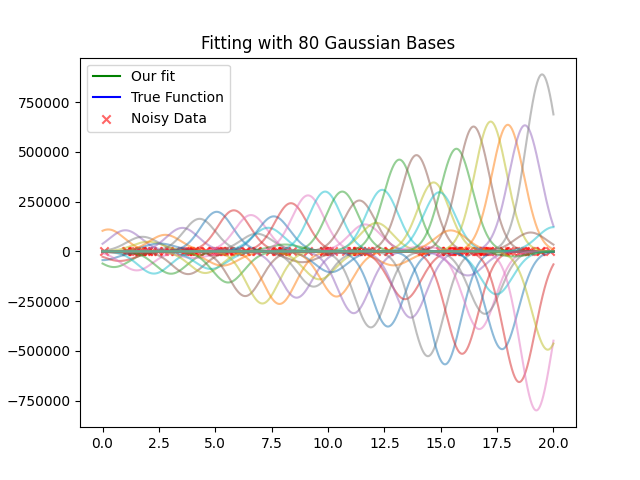 Fitting with 80 Gaussian Bases
Our fit
True Function
Noisy Data
750000
500000
250000
0
−250000
−500000
−750000
0.0 2.5 5.0 7.5 10.0 12.5 15.0 17.5 20.0